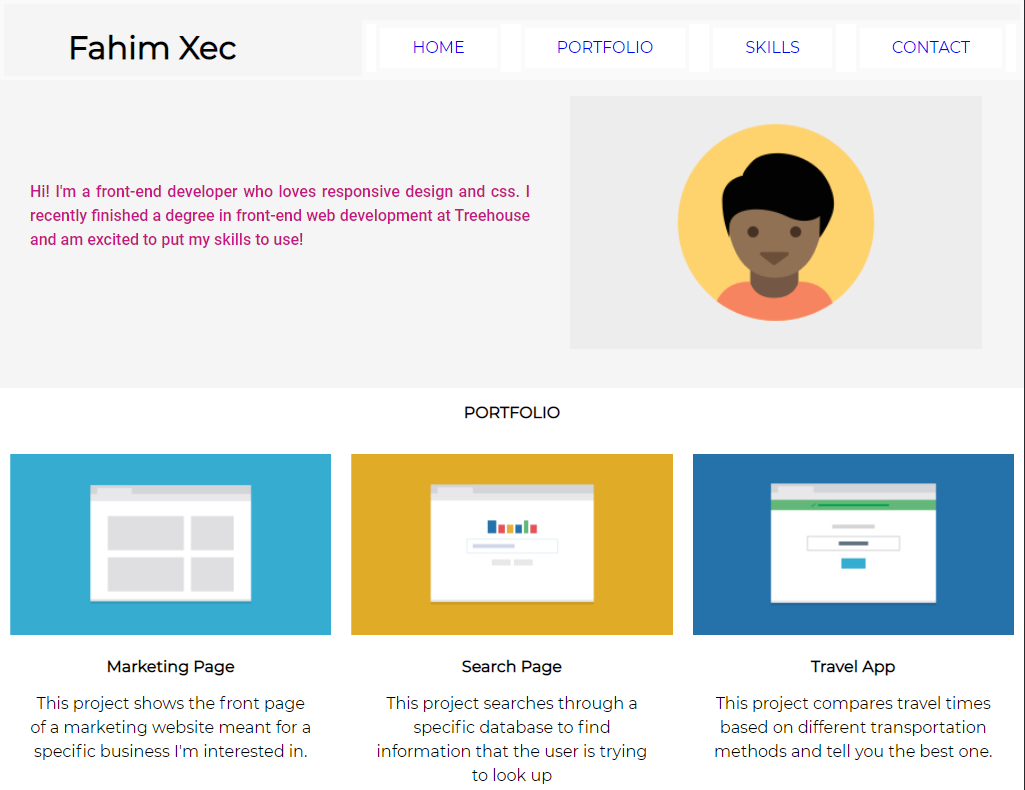 Fahim Xec
HOME PORTFOLIO SKILLS CONTACT
Hi! I'm a front-end developer who loves responsive design and css. I
recently finished a degree in front-end web development at Treehouse
and am excited to put my skills to use!
PORTFOLIO
Marketing Page
This project shows the front page
of a marketing website meant for a
specific business I'm interested in.
Search Page
This project searches through a
specific database to find
information that the user is trying
to look up
Travel App
This project compares travel times
based on different transportation
methods and tell you the best one.